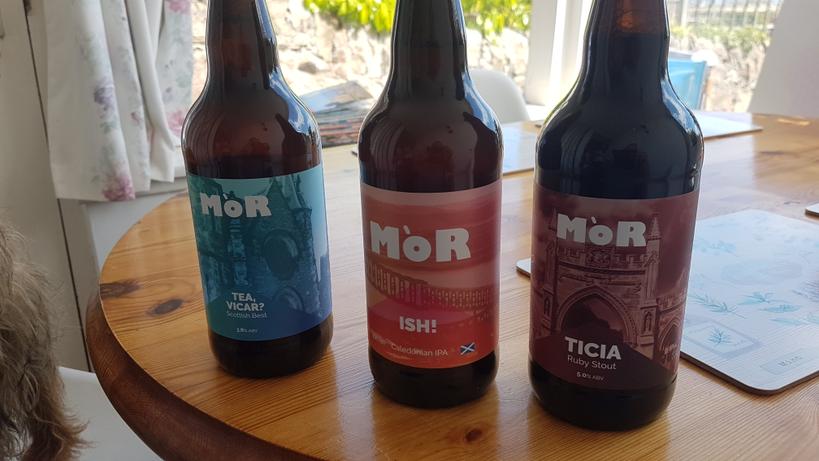 MòR
TEA,
VICAR?
Scottish Best
MòR
ISH!
Caledonian IPA
MòR
TICIA
Ruby Stout
5.0% ABV